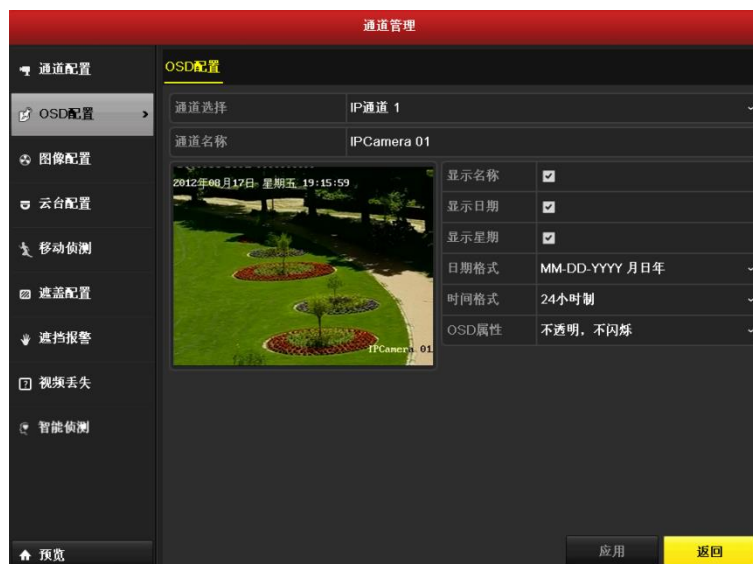 通道管理
通道配置
OSD配置
图像配置
云台配置
移动侦测
遮盖配置
遮挡报警
视频丢失
智能侦测
预览
OSD配置
通道选择 IP通道 1
通道名称 IPCamera 01
2012年08月17日 星期五 19:15:59
IPCamera 01
显示名称
显示日期
显示星期
日期格式 MM-DD-YYYY 月日年
时间格式 24小时制
OSD属性 不透明，不闪烁
应用 返回